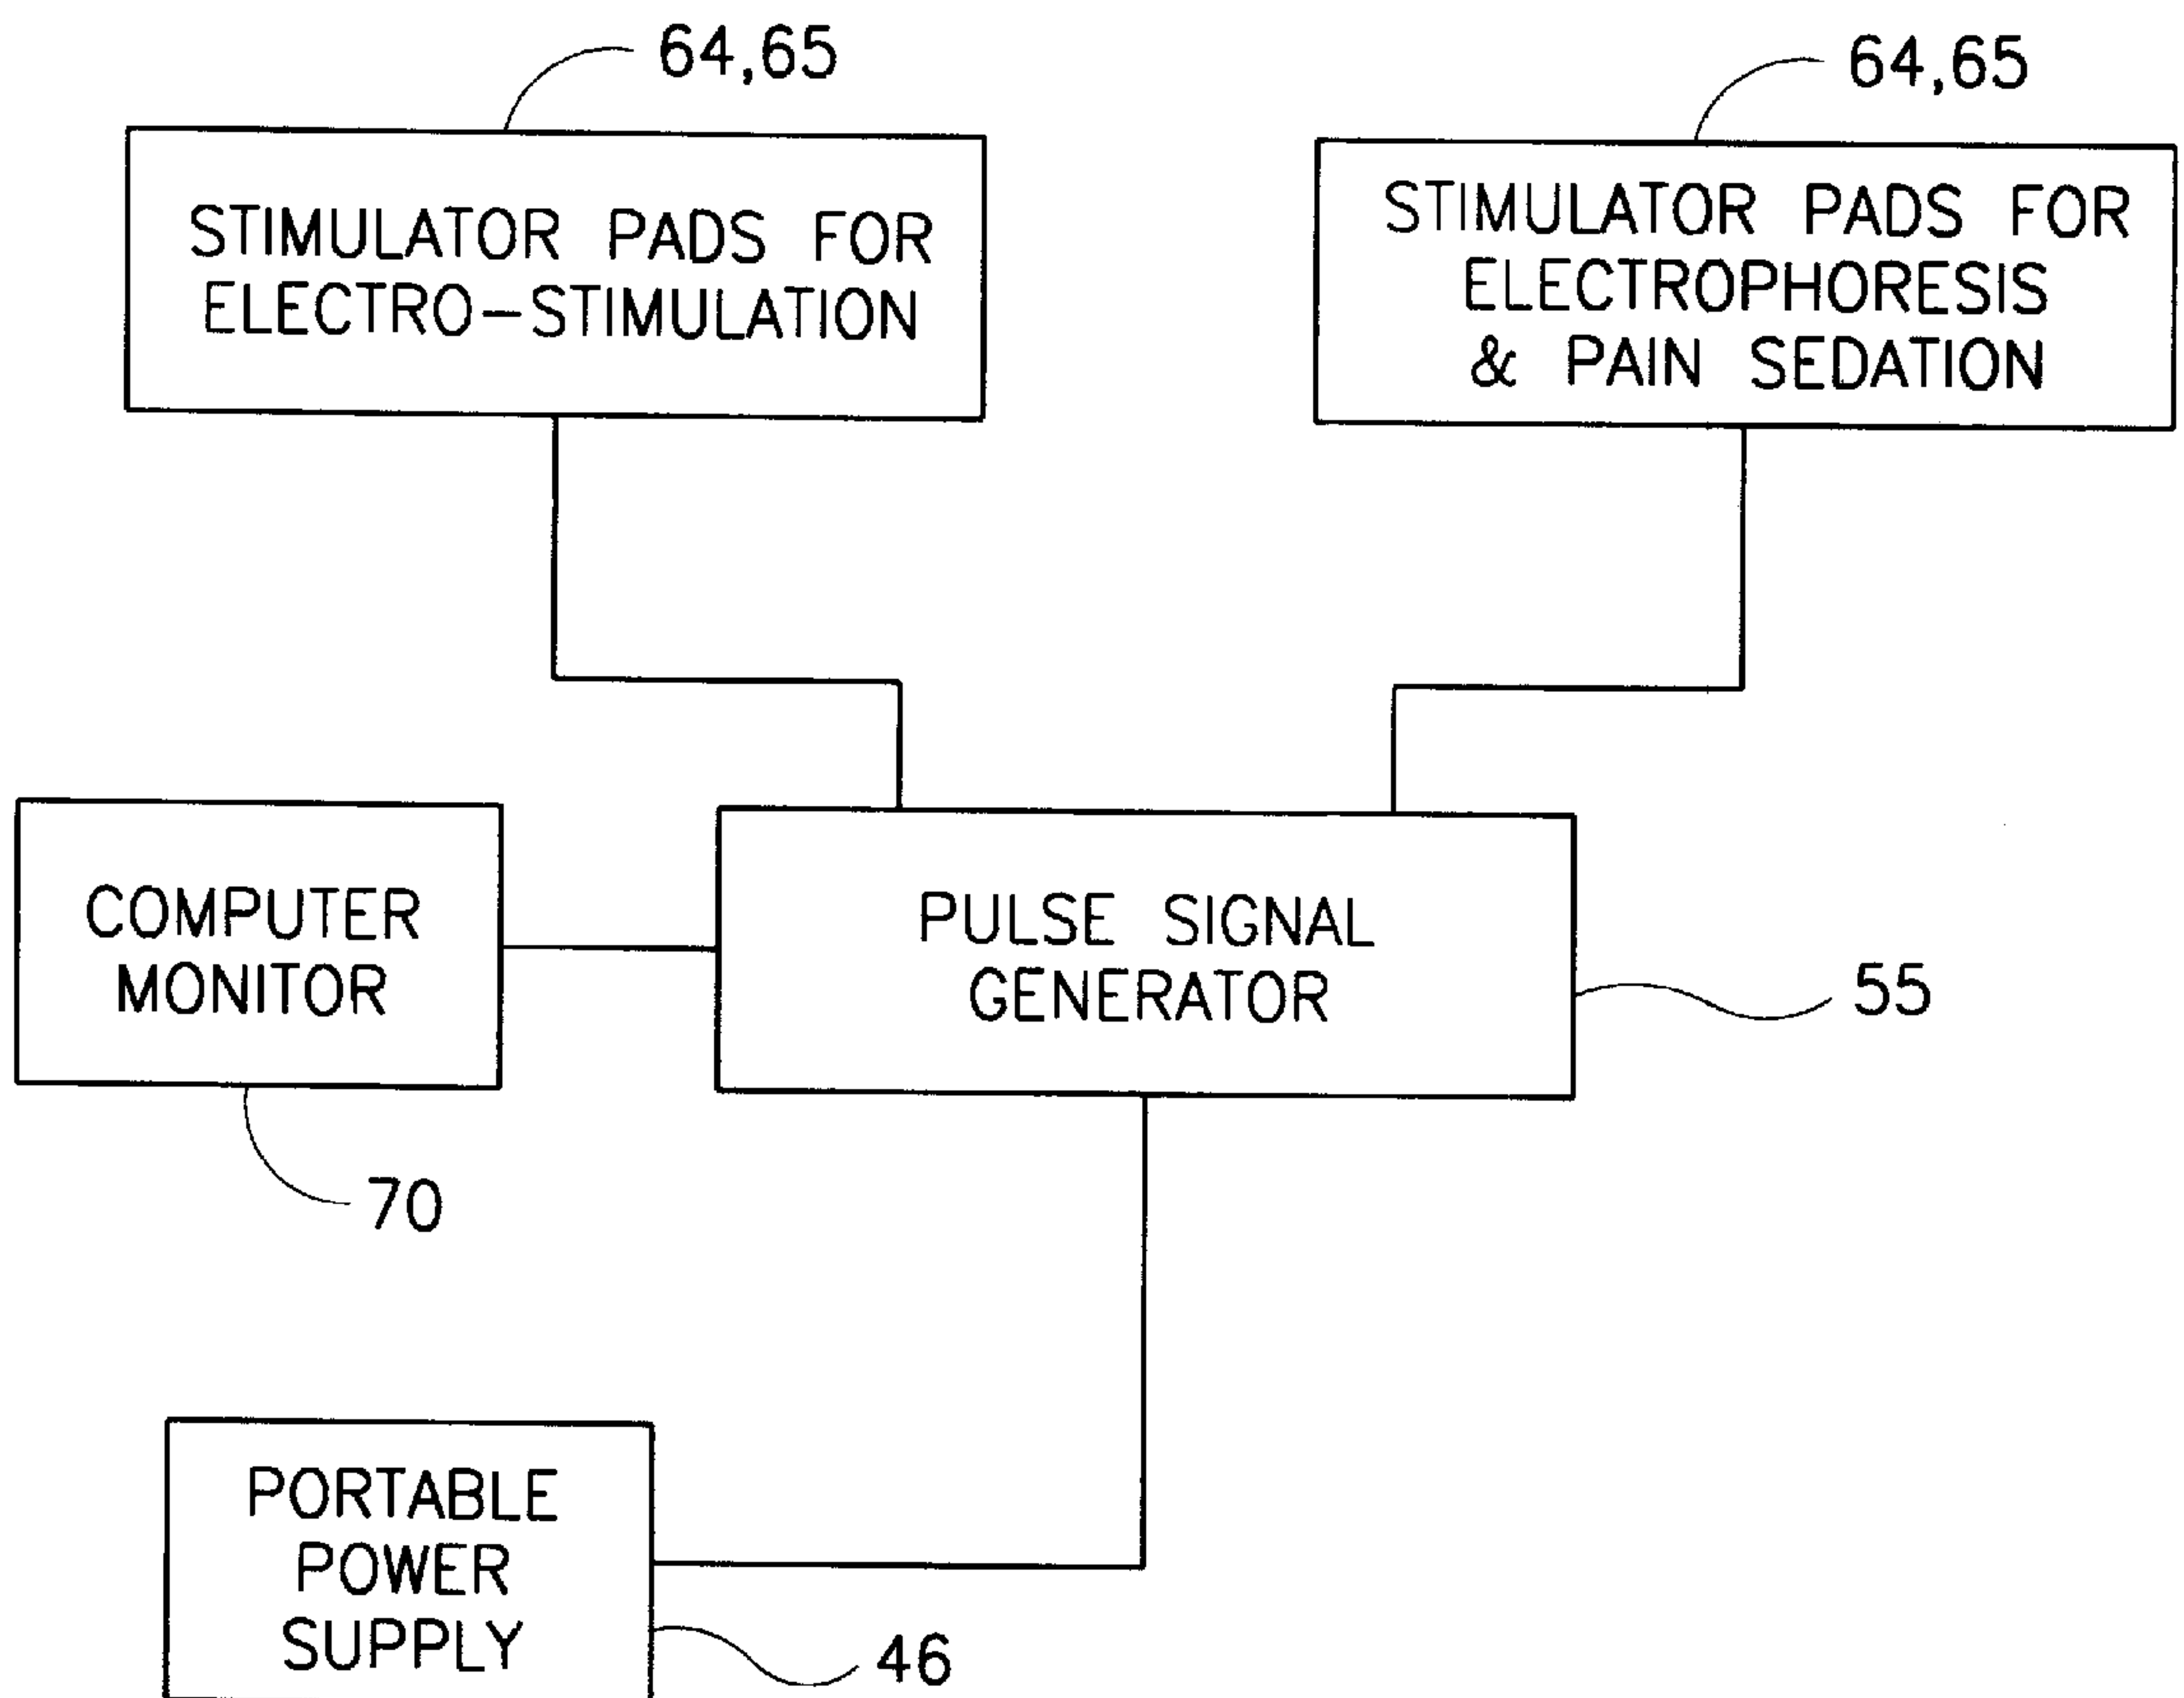 64,65
64,65
STIMULATOR PADS FOR
ELECTRO-STIMULATION
STIMULATOR PADS FOR
ELECTROPHORESIS
& PAIN SEDATION
COMPUTER
MONITOR
PULSE SIGNAL
GENERATOR
55
70
PORTABLE
POWER
SUPPLY
46